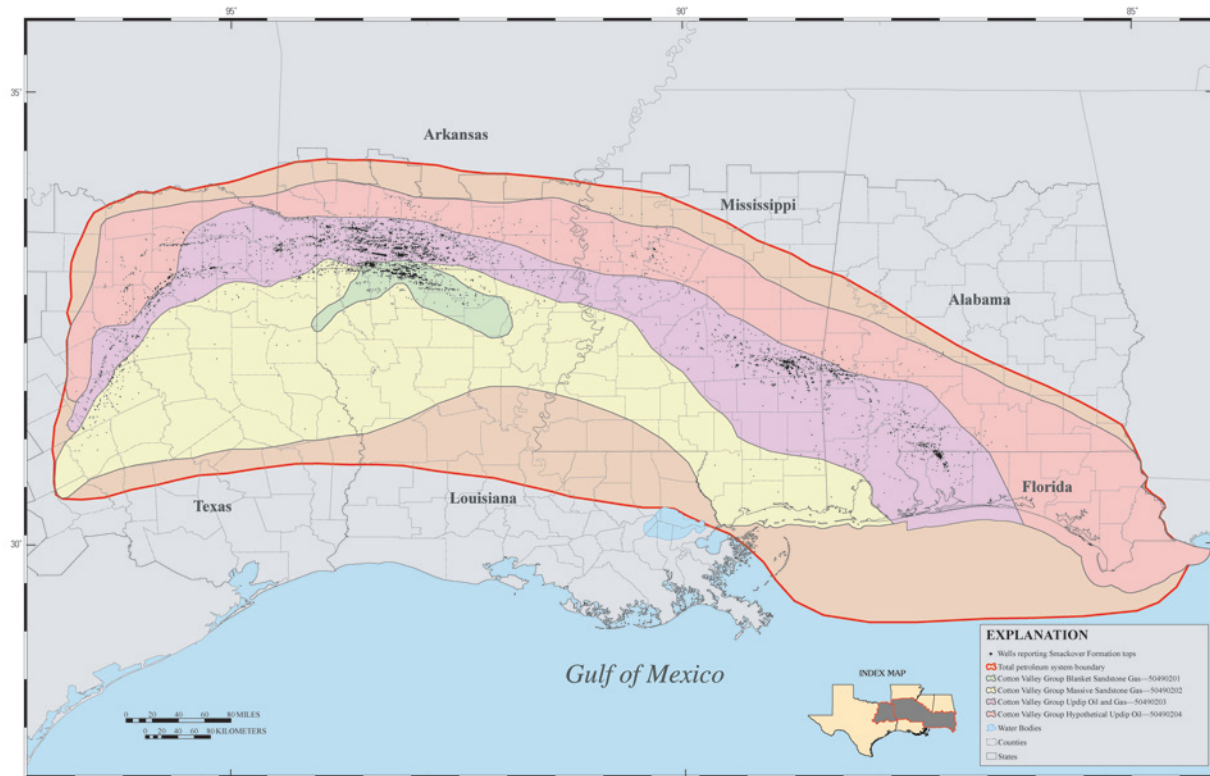 95°
90°
85°
35°
Arkansas
Mississippi
Alabama
Florida
Texas
Louisiana
30°
Gulf of Mexico
0 20 40 60 80 MILES
0 20 40 60 80 KILOMETERS
INDEX MAP
EXPLANATION
Wells reporting Smackover Formation tops
Total petroleum system boundary
Cotton Valley Group Blanket Sandstone Gas—50490201
Cotton Valley Group Massive Sandstone Gas—50490202
Cotton Valley Group Updip Oil and Gas—50490203
Cotton Valley Group Hypothetical Updip Oil—50490204
Water Bodies
Counties
States